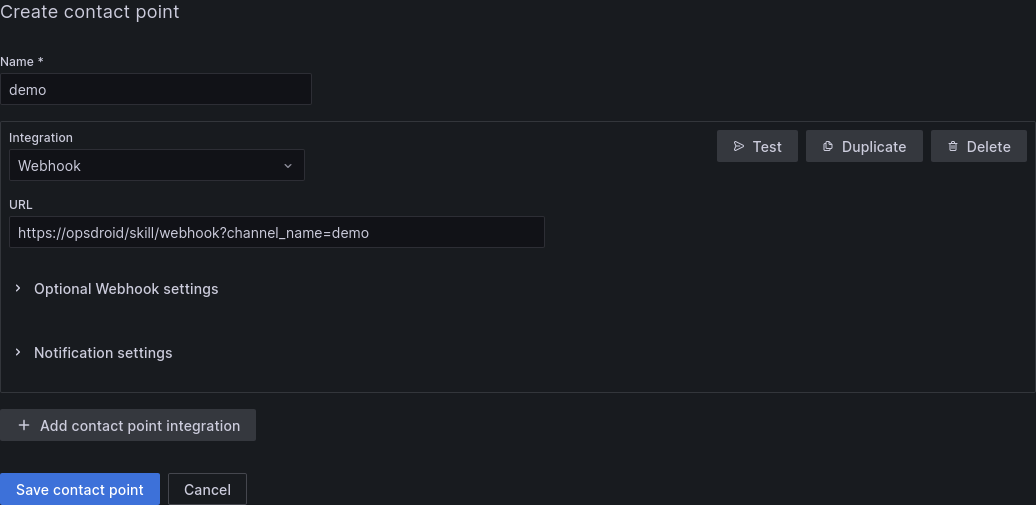 Create contact point
Name *
demo
Integration
Webhook
Test
Duplicate
Delete
URL
https://opsdroid/skill/webhook?channel_name=demo
Optional Webhook settings
Notification settings
Add contact point integration
Save contact point
Cancel